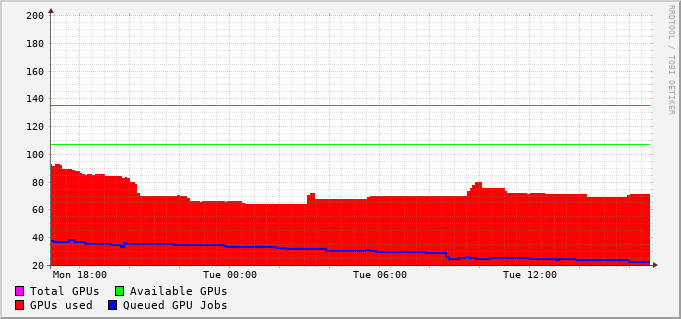 200
180
160
140
120
100
80
60
40
20
Mon 18:00 Tue 00:00 Tue 06:00 Tue 12:00
Total GPUs Available GPUs
GPUs used Queued GPU Jobs
RRDTOOL / TOBI OETIKER